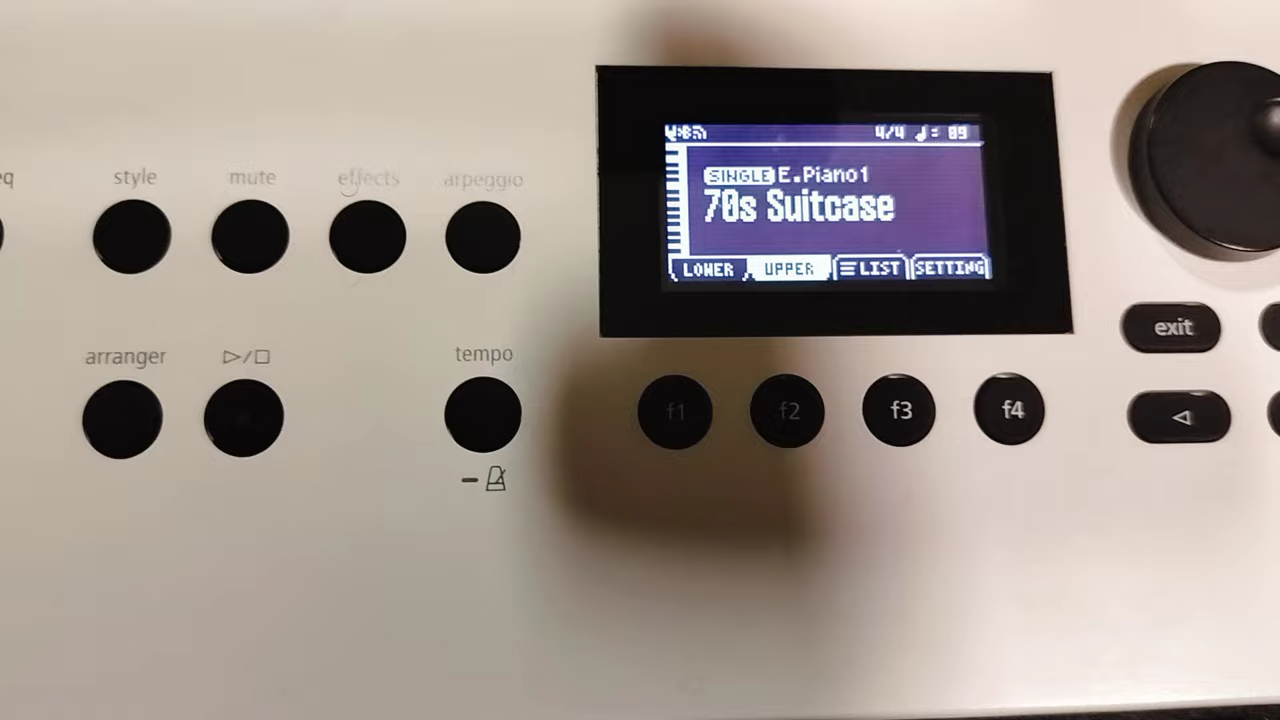 eq
style
mute
effects
arpeggio
arranger
tempo
4/4 ♩= 89
SINGLE E.Piano1
70s Suitcase
LOWER UPPER LIST SETTING
f1
f2
f3
f4
exit